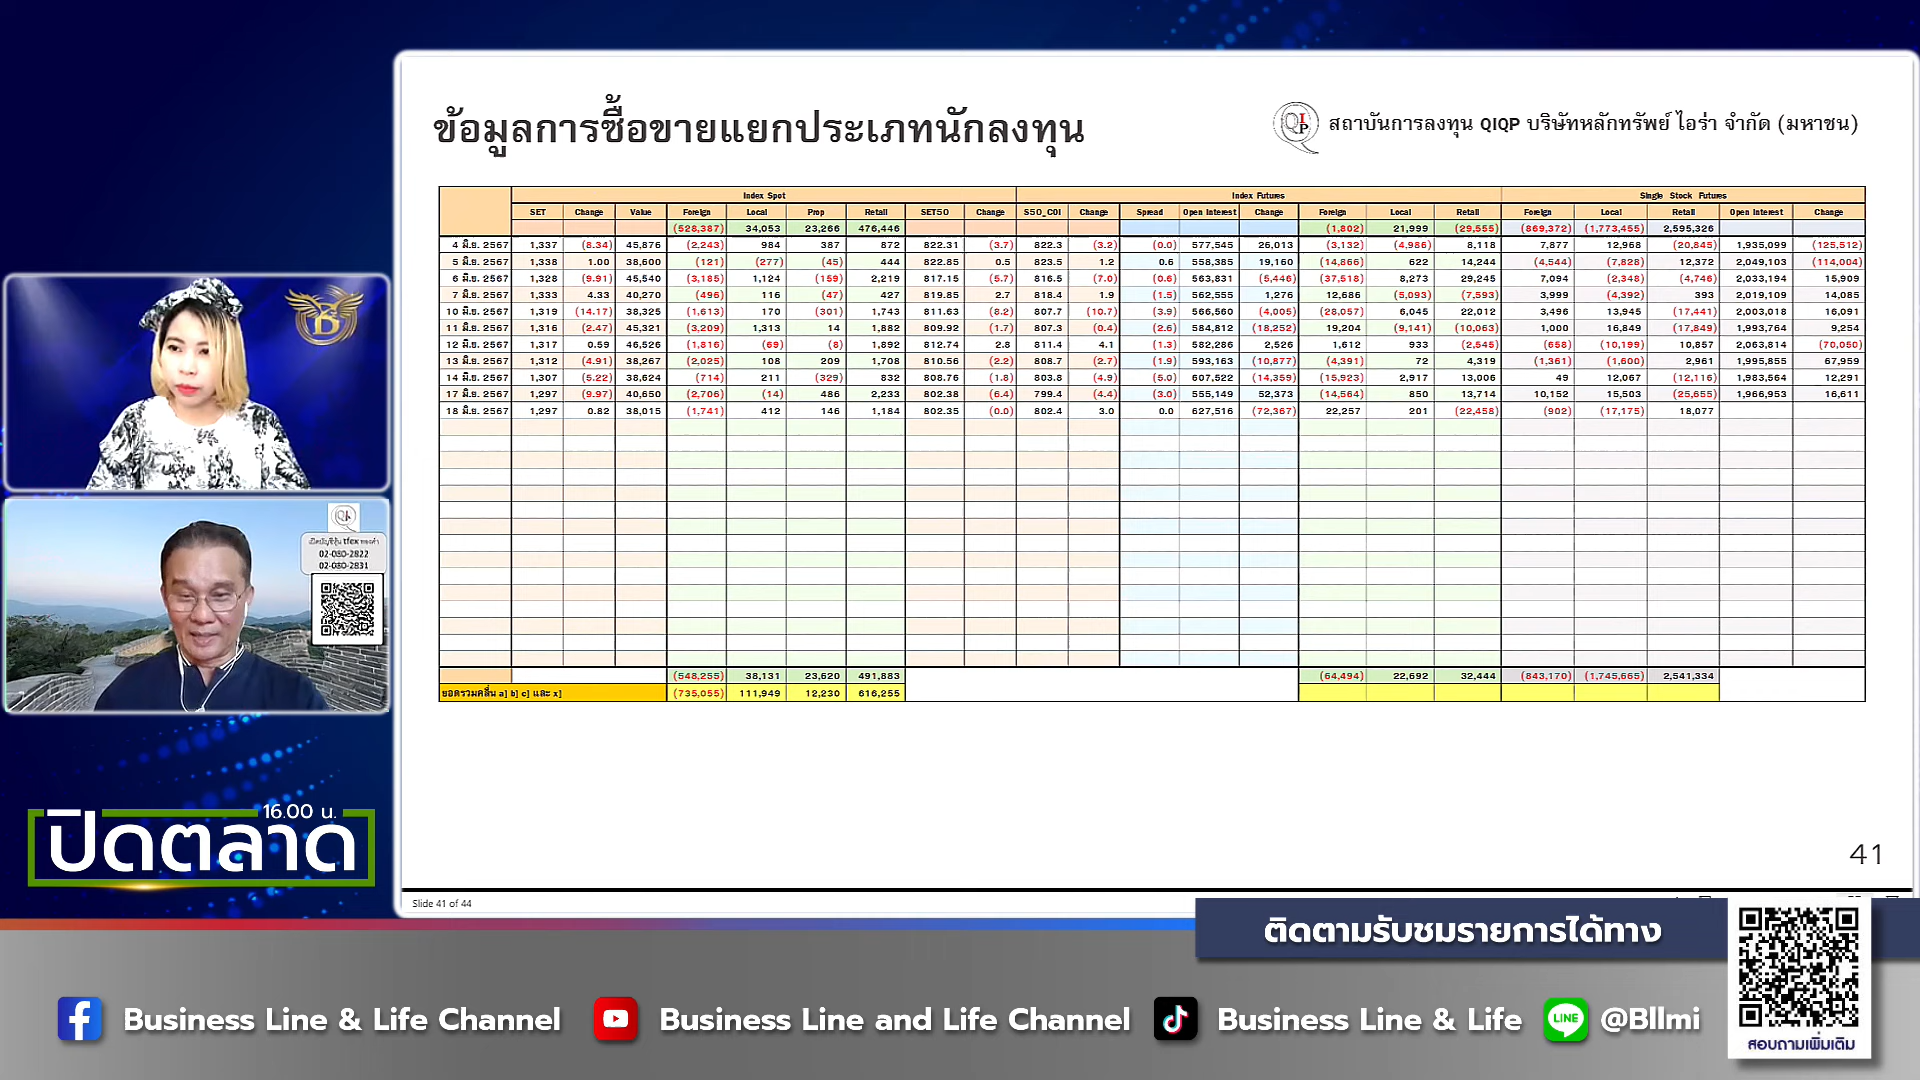 ข้อมูลการซื้อขายแยกประเภทนักลงทุน
QIP สถาบันการลงทุน QIQP บริษัทหลักทรัพย์ ไอร่า จำกัด (มหาชน)
Index Spot Index Futures Single Stock Futures
SET Change Value Foreign Local Prop Retail SET50 Change S50_C01 Change Spread Open Interest Change Foreign Local Retail Foreign Local Retail Open Interest Change
(528,387) 34,053 23,266 476,446 (1,802) 21,999 (29,555) (869,372) (1,773,455) 2,595,326
4 มิ.ย. 2567 1,337 (8.34) 45,876 (2,243) 984 387 872 822.31 (3.7) 822.3 (3.2) (0.0) 577,545 26,013 (3,132) (4,986) 8,118 7,877 12,968 (20,845) 1,935,099 (125,512)
5 มิ.ย. 2567 1,338 1.00 38,600 (121) (277) (45) 444 822.85 0.5 823.5 1.2 0.6 558,385 19,160 (14,866) 622 14,244 (4,544) (7,828) 12,372 2,049,103 (114,004)
6 มิ.ย. 2567 1,328 (9.91) 45,540 (3,185) 1,124 (159) 2,219 817.15 (5.7) 816.5 (7.0) (0.6) 563,831 (5,446) (37,518) 8,273 29,245 7,094 (2,348) (4,746) 2,033,194 15,909
7 มิ.ย. 2567 1,333 4.33 40,270 (496) 116 (47) 427 819.85 2.7 818.4 1.9 (1.5) 562,555 1,276 12,686 (5,093) (7,593) 3,999 (4,392) 393 2,019,109 14,085
10 มิ.ย. 2567 1,319 (14.17) 38,325 (1,613) 170 (301) 1,743 811.63 (8.2) 807.7 (10.7) (3.9) 566,560 (4,005) (28,057) 6,045 22,012 3,496 13,945 (17,441) 2,003,018 16,091
11 มิ.ย. 2567 1,316 (2.47) 45,321 (3,209) 1,313 14 1,882 809.92 (1.7) 807.3 (0.4) (2.6) 584,812 (18,252) 19,204 (9,141) (10,063) 1,000 16,849 (17,849) 1,993,764 9,254
12 มิ.ย. 2567 1,317 0.59 46,526 (1,816) (69) (8) 1,892 812.74 2.8 811.4 4.1 (1.3) 582,286 2,526 1,612 933 (2,545) (658) (10,199) 10,857 2,063,814 (70,050)
13 มิ.ย. 2567 1,312 (4.91) 38,267 (2,025) 108 209 1,708 810.56 (2.2) 808.7 (2.7) (1.9) 593,163 (10,877) (4,391) 72 4,319 (1,361) (1,600) 2,961 1,995,855 67,959
14 มิ.ย. 2567 1,307 (5.22) 38,624 (714) 211 (329) 832 808.76 (1.8) 803.8 (4.9) (5.0) 607,522 (14,359) (15,923) 2,917 13,006 49 12,067 (12,116) 1,983,564 12,291
17 มิ.ย. 2567 1,297 (9.97) 40,650 (2,706) (14) 486 2,233 802.38 (6.4) 799.4 (4.4) (3.0) 555,149 52,373 (14,564) 850 13,714 10,152 15,503 (25,655) 1,966,953 16,611
18 มิ.ย. 2567 1,297 0.82 38,015 (1,741) 412 146 1,184 802.35 (0.0) 802.4 3.0 0.0 627,516 (72,367) 22,257 201 (22,458) (902) (17,175) 18,077
(548,255) 38,131 23,620 491,883 (64,494) 22,692 32,444 (843,170) (1,745,665) 2,541,334
ยอดรวมคลื่น a] b] c] และ x] (735,055) 111,949 12,230 616,255
41
Slide 41 of 44
02-080-2822
02-080-2831
16.00 น.
ปิดตลาด
ติดตามรับชมรายการได้ทาง
Business Line & Life Channel
Business Line and Life Channel
Business Line & Life
LINE @Bllmi
สอบถามเพิ่มเติม